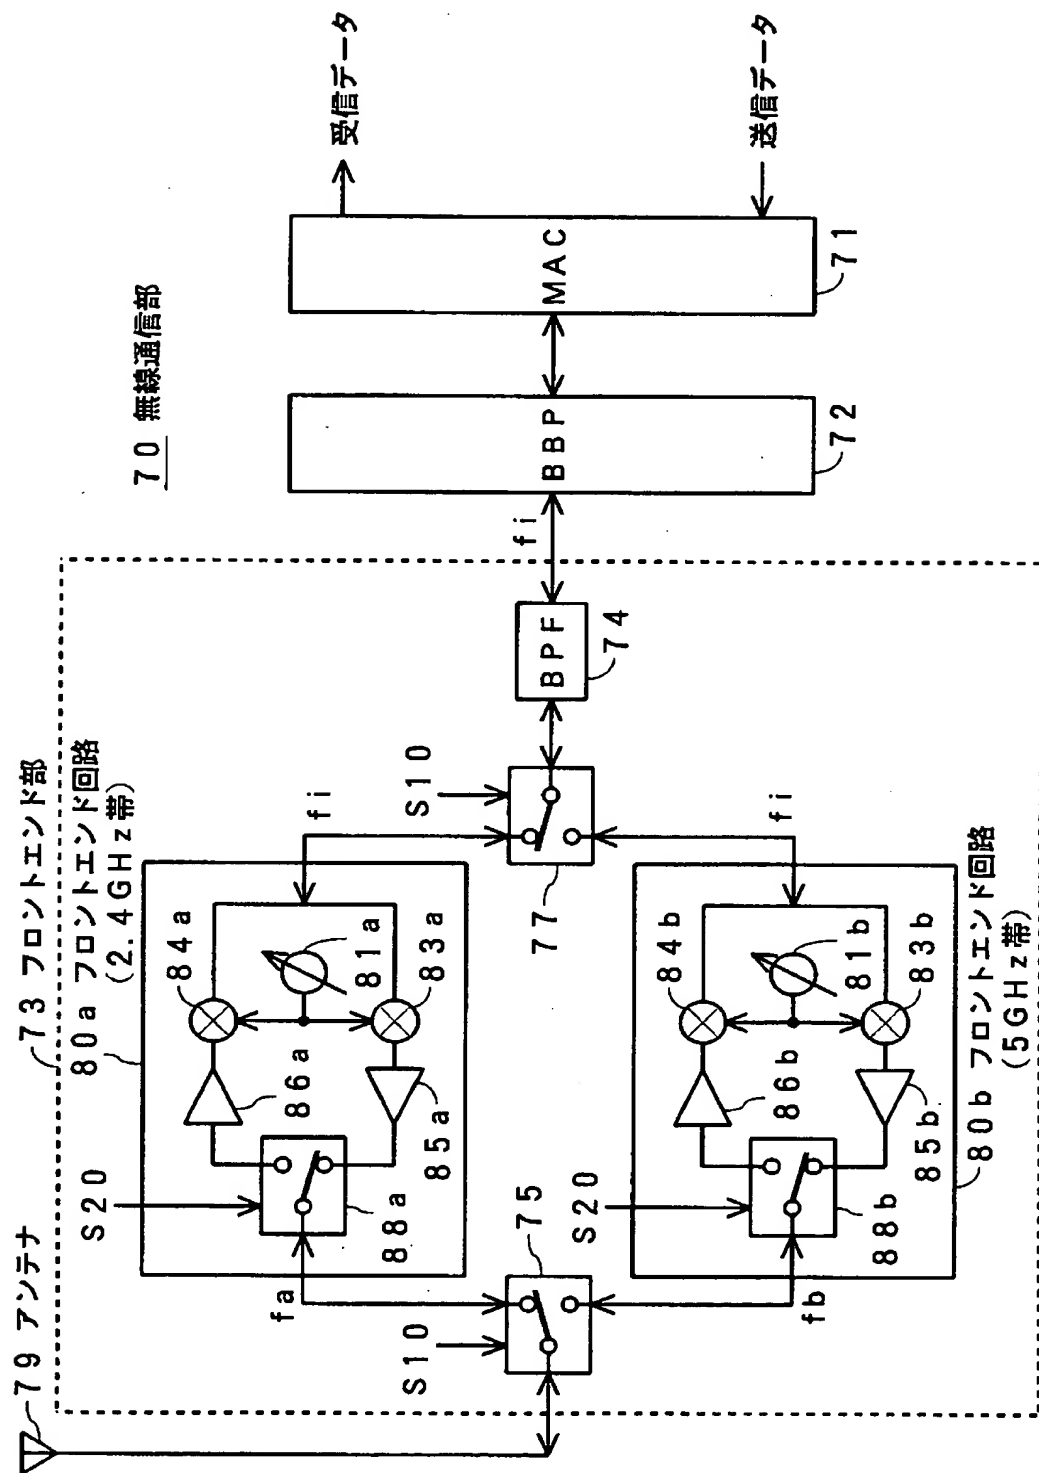 70 無線通信部
79 アンテナ
73 フロントエンド部
80a フロントエンド回路
(2.4GHz帯)
S20
88a
86a
85a
84a
81a
83a
fa
fi
S10
75
S10
77
BPF
74
fi
BBP
72
MAC
71
受信データ
送信データ
fb
fi
S20
88b
86b
85b
84b
81b
83b
80b フロントエンド回路
(5GHz帯)